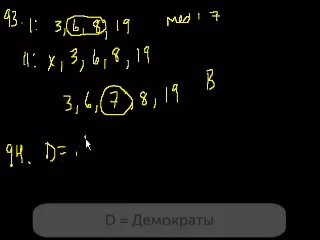 93. I: 3, 6, 8, 19 med: 7
II: x, 3, 6, 8, 19
3, 6, 7, 8, 19 B
94. D= .
D = Демократы